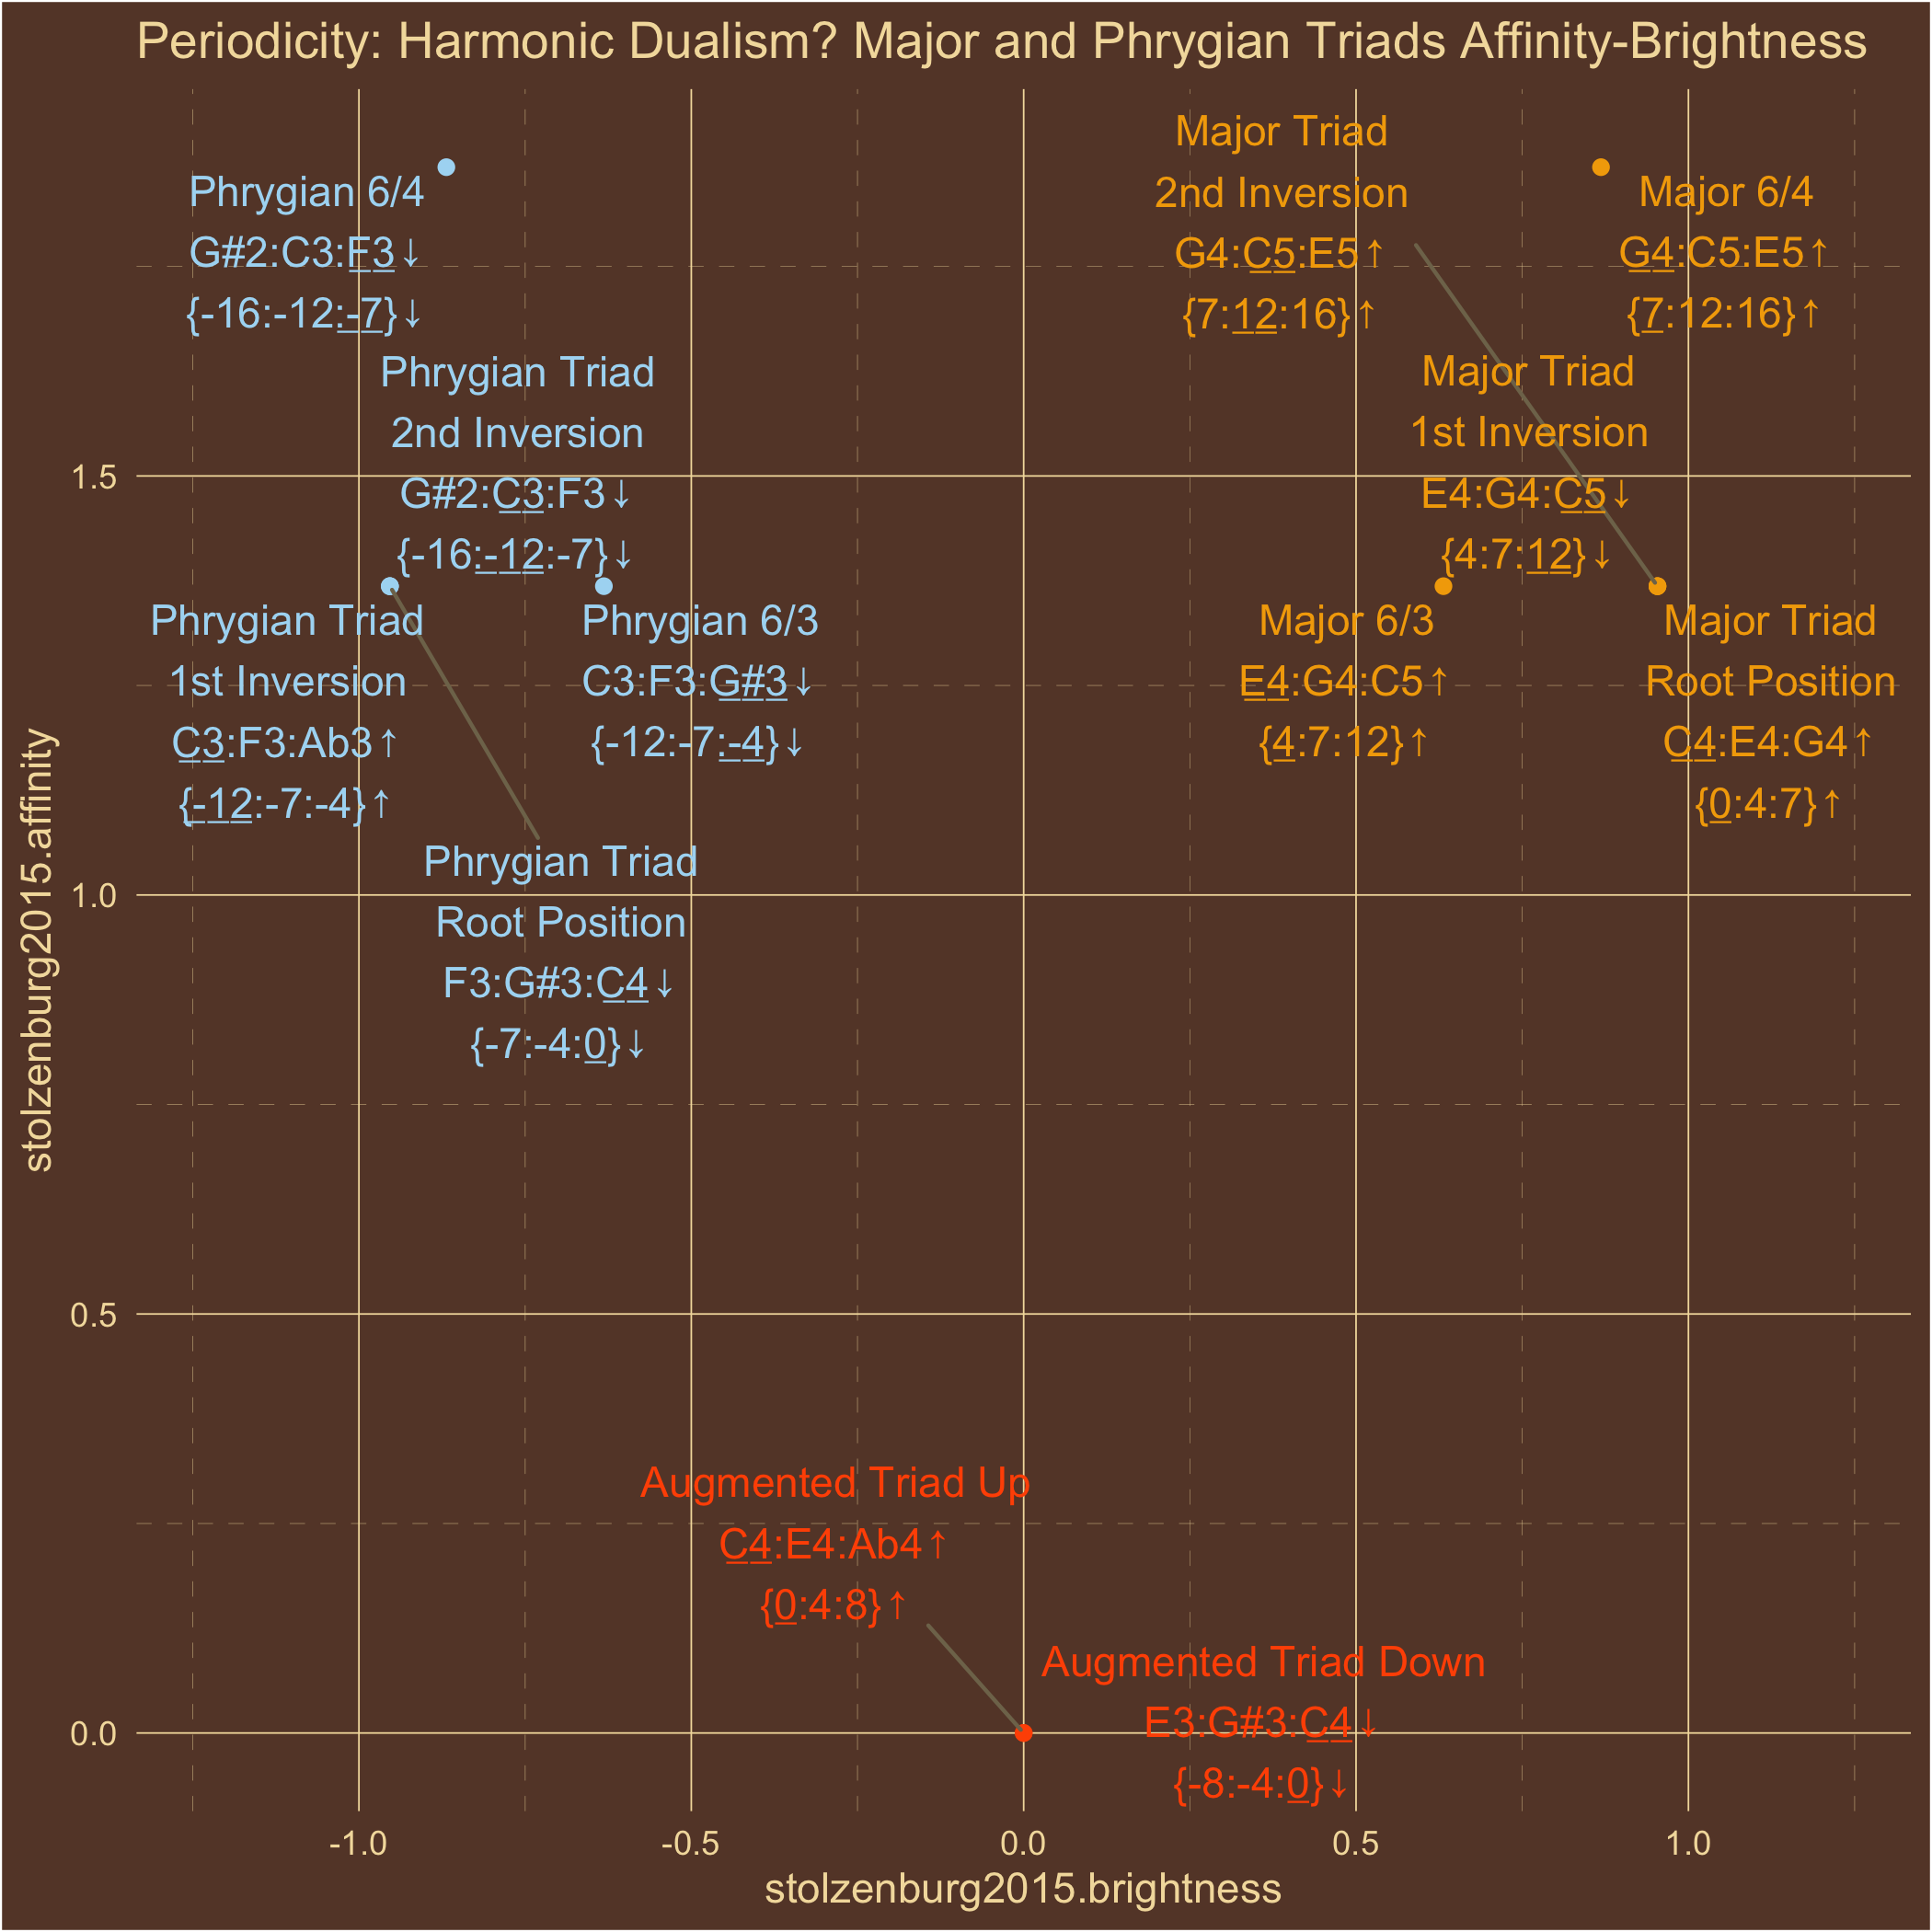 Periodicity: Harmonic Dualism? Major and Phrygian Triads Affinity-Brightness
Phrygian 6/4
G#2:C3:F3↓
{-16:-12:-7}↓
Major Triad
2nd Inversion
G4:C5:E5↑
{7:12:16}↑
Major 6/4
G4:C5:E5↑
{7:12:16}↑
Phrygian Triad
2nd Inversion
G#2:C3:F3↓
{-16:-12:-7}↓
Major Triad
1st Inversion
E4:G4:C5↓
{4:7:12}↓
Phrygian Triad
1st Inversion
C3:F3:Ab3↑
{-12:-7:-4}↑
Phrygian 6/3
C3:F3:G#3↓
{-12:-7:-4}↓
Major 6/3
E4:G4:C5↑
{4:7:12}↑
Major Triad
Root Position
C4:E4:G4↑
{0:4:7}↑
Phrygian Triad
Root Position
F3:G#3:C4↓
{-7:-4:0}↓
Augmented Triad Up
C4:E4:Ab4↑
{0:4:8}↑
Augmented Triad Down
E3:G#3:C4↓
{-8:-4:0}↓
1.5
1.0
0.5
0.0
stolzenburg2015.affinity
-1.0
-0.5
0.0
0.5
1.0
stolzenburg2015.brightness